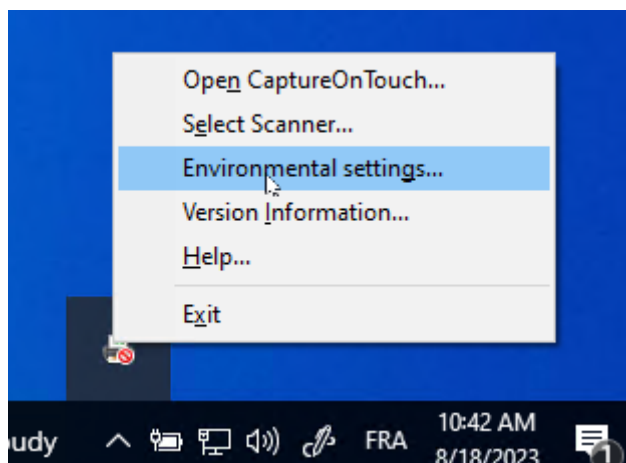 Open CaptureOnTouch...
Select Scanner...
Environmental settings...
Version Information...
Help...
Exit
udy
FRA
10:42 AM
8/18/2023
1